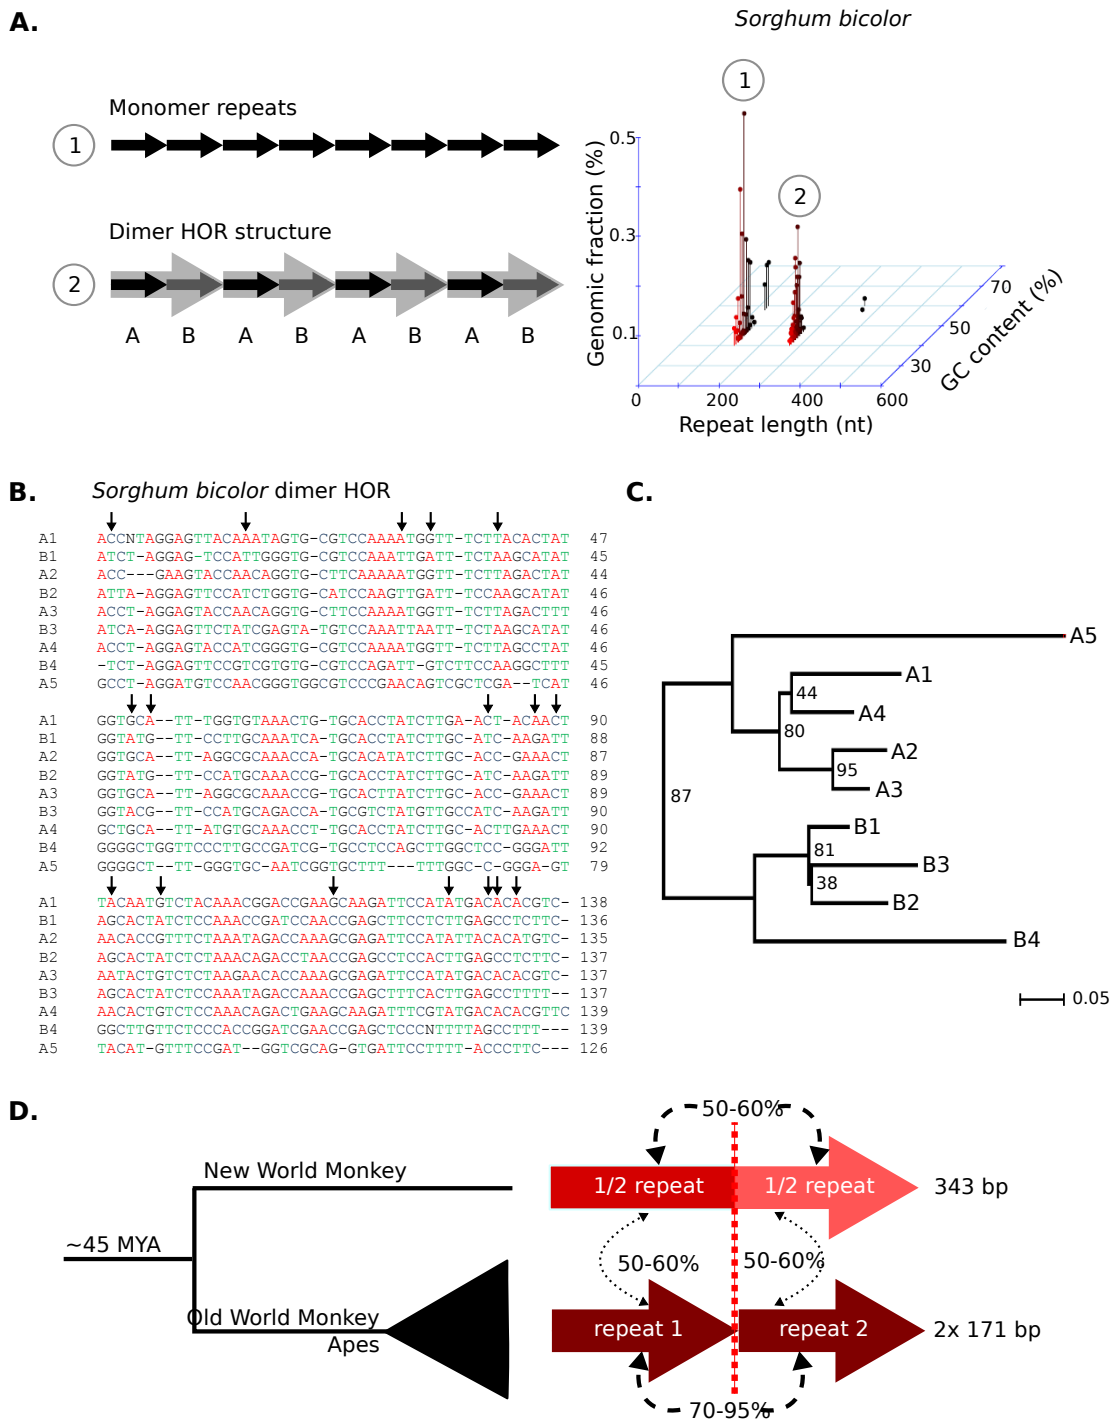 A.
Sorghum bicolor
1
Monomer repeats
2
Dimer HOR structure
A B A B A B A B
1
2
Genomic fraction (%)
0.5
0.3
0.1
0 200 400 600
Repeat length (nt)
30
50
70
GC content (%)
B.
Sorghum bicolor dimer HOR
A1 ACCNTAGGAGTTACAAATAGTG-CGTCCAAAATGGTT-TCTTACACTAT 47
B1 ATCT-AGGAG-TCCATTGGGTG-CGTCCAAATTGATT-TCTAAGCATAT 45
A2 ACC---GAAGTACCAACAGGTG-CTTCAAAAATGGTT-TCTTAGACTAT 44
B2 ATTA-AGGAGTTCCATCTGGTG-CATCCAAGTTGATT-TCCAAGCATAT 46
A3 ACCT-AGGAGTACCAACAGGTG-CTTCCAAAATGGTT-TCTTAGACTTT 46
B3 ATCA-AGGAGTTCTATCGAGTA-TGTCCAAATTAATT-TCTAAGCATAT 46
A4 ACCT-AGGAGTACCATCGGGTG-CGTCCAAAATGGTT-TCTTAGCCTAT 46
B4 -TCT-AGGAGTTCCGTCGTGTG-CGTCCAGATT-GTCTTCCAAGGCTTT 45
A5 GCCT-AGGATGTCCAACGGGTGGCGTCCCGAACAGTCGCTCGA--TCAT 46
A1 GGTGCA--TT-TGGTGTAAACTG-TGCACCTATCTTGA-ACT-ACAACT 90
B1 GGTATG--TT-CCTTGCAAATCA-TGCACCTATCTTGC-ATC-AAGATT 88
A2 GGTGCA--TT-AGGCGCAAACCA-TGCACATATCTTGC-ACC-GAAACT 87
B2 GGTATG--TT-CCATGCAAACCG-TGCACCTATCTTGC-ATC-AAGATT 89
A3 GGTGCA--TT-AGGCGCAAACCG-TGCACTTATCTTGC-ACC-GAAACT 89
B3 GGTACG--TT-CCATGCAGACCA-TGCGTCTATGTTGCCATC-AAGATT 90
A4 GCTGCA--TT-ATGTGCAAACCT-TGCACCTATCTTGC-ACTTGAAACT 90
B4 GGGGCTGGTTCCCTTGCCGATCG-TGCCTCCAGCTTGGCTCC-GGGATT 92
A5 GGGGCT--TT-GGGTGC-AATCGGTGCTTT---TTTGGC-C-GGGA-GT 79
A1 TACAATGTCTACAAACGGACCGAAGCAAGATTCCATATGACACACGTC- 138
B1 AGCACTATCTCCAAACCGATCCAACCGAGCTTCCTCTTGAGCCTCTTC- 136
A2 AACACCGTTTCTAAATAGACCAAAGCGAGATTCCATATTACACATGTC- 135
B2 AGCACTATCTCTAAACAGACCTAACCGAGCCTCCACTTGAGCCTCTTC- 137
A3 AATACTGTCTCTAAGAACACCAAAGCGAGATTCCATATGACACACGTC- 137
B3 AGCACTATCTCCAAATAGACCAAACCGAGCTTCACTTGAGCCTTTT-- 137
A4 AACACTGTCTCCAAACAGACTGAAGCAAGATTTCGTATGACACACGTTC 139
B4 GGCTTGTTCTCCCACCGGATCGAACCGAGCTCCCNTTTTAGCCTTT--- 139
A5 TACAT-GTTTCCGAT--GGTCGCAG-GTGATTCCTTTT-ACCCTTC--- 126
C.
A5
A1
44
A4
80
A2
95
A3
87
B1
81
B3
38
B2
B4
0.05
D.
50-60%
New World Monkey
1/2 repeat 1/2 repeat 343 bp
~45 MYA
50-60% 50-60%
Old World Monkey
Apes
repeat 1 repeat 2 2x 171 bp
70-95%